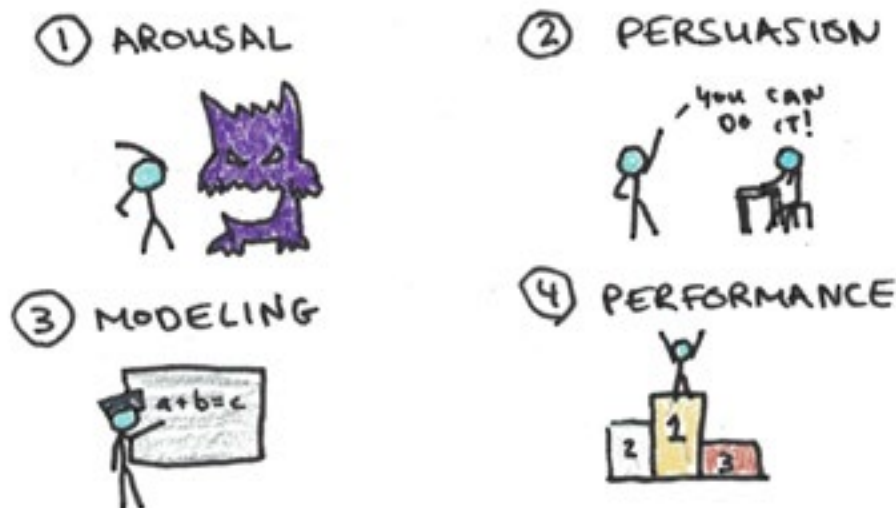 1 AROUSAL
2 PERSUASION
YOU CAN
DO IT!
3 MODELING
a+b=c
4 PERFORMANCE
1
2
3